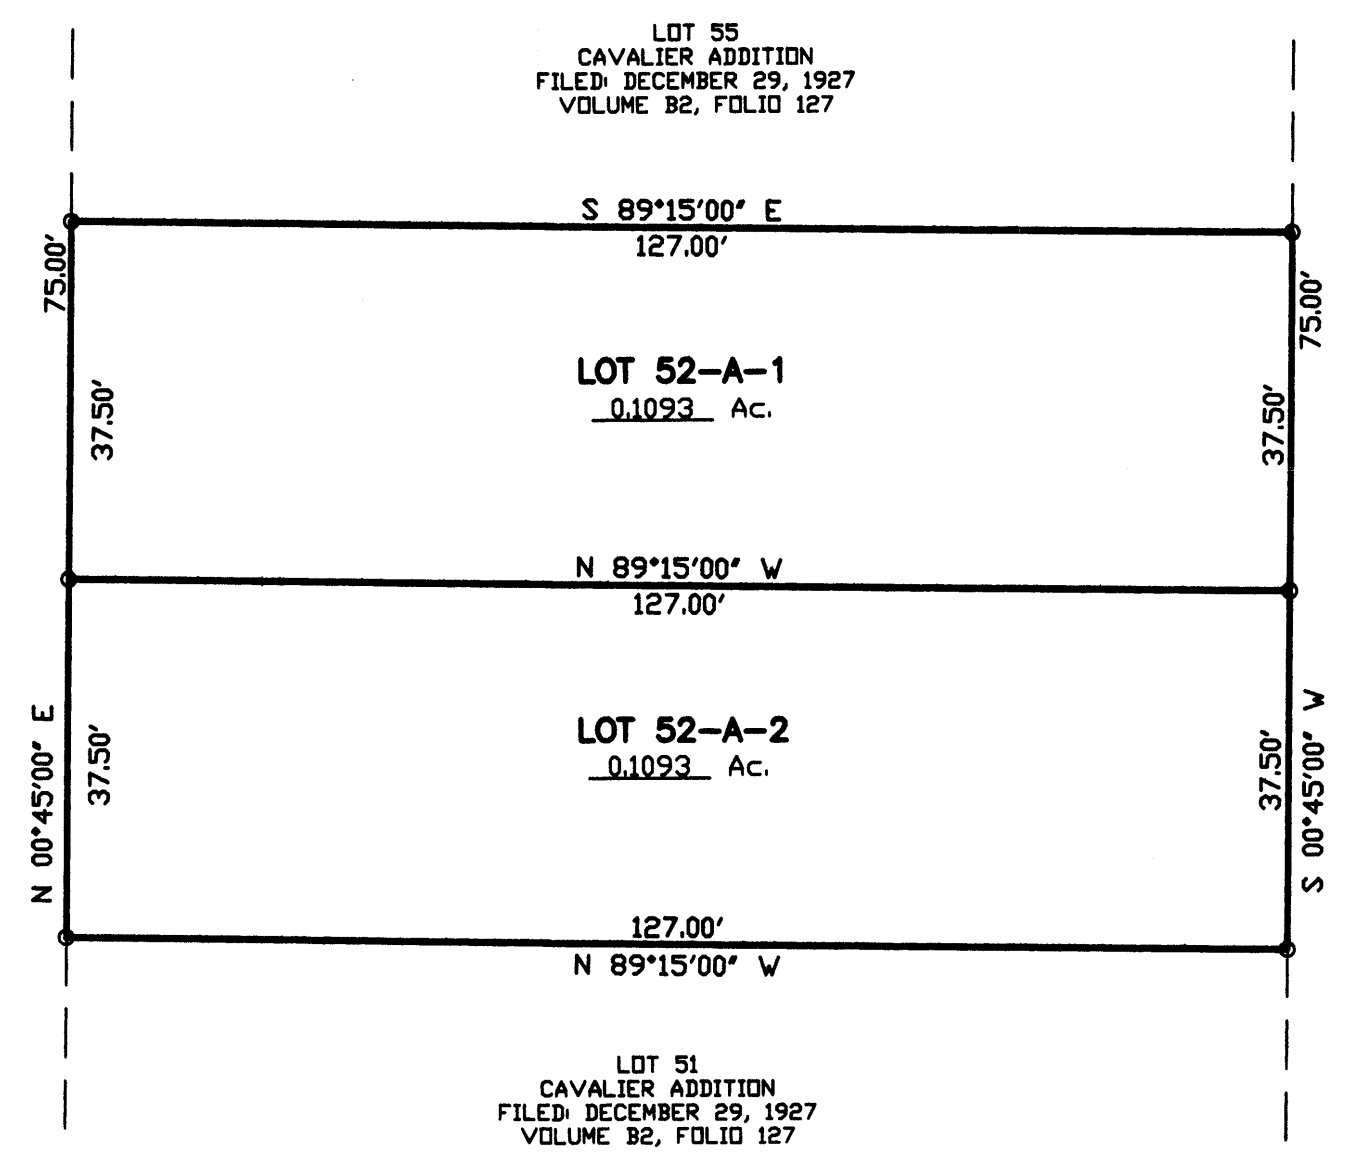 LOT 55
CAVALIER ADDITION
FILED: DECEMBER 29, 1927
VOLUME B2, FOLIO 127
S 89°15'00" E
127.00'
75.00'
75.00'
LOT 52-A-1
0.1093 Ac.
37.50'
37.50'
N 89°15'00" W
127.00'
LOT 52-A-2
0.1093 Ac.
N 00°45'00" E
37.50'
37.50'
S 00°45'00" W
127.00'
N 89°15'00" W
LOT 51
CAVALIER ADDITION
FILED: DECEMBER 29, 1927
VOLUME B2, FOLIO 127